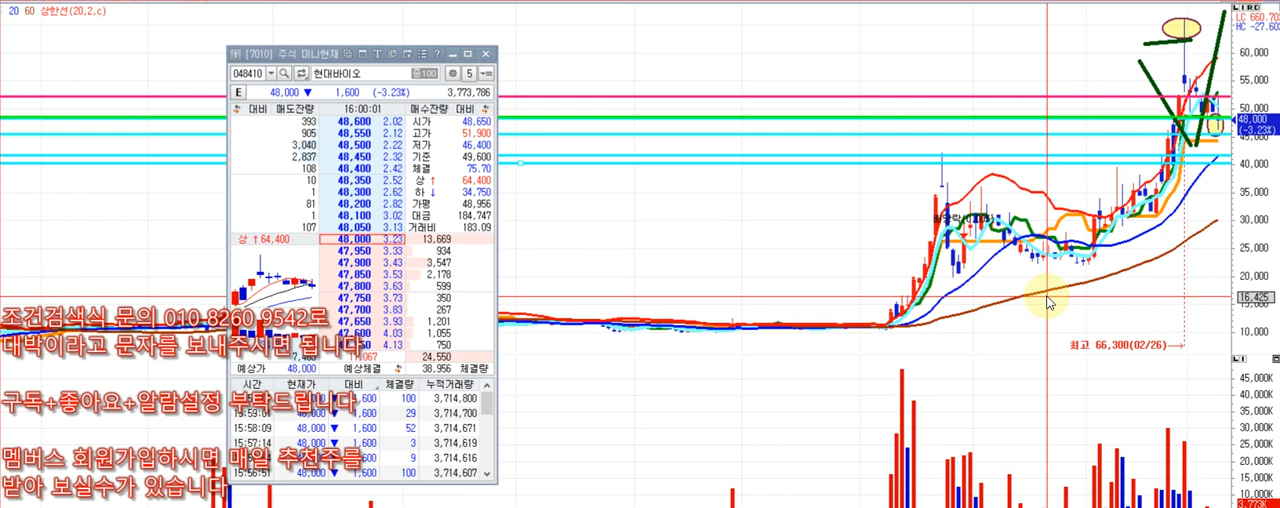 20 60 상한선(20,2,c)
LC 660.70
HC -27.60
[7010] 주식 미니현재
048410 현대바이오 100 5
E 48,000 ▼ 1,600 (-3.23%) 3,773,786
대비 매도잔량 16:00:01 매수잔량 대비
393 48,600 2.02 시가 48,650
905 48,550 2.12 고가 51,900
3,040 48,500 2.22 저가 46,400
2,837 48,450 2.32 기준 49,600
108 48,400 2.42 체결 75.70
10 48,350 2.52 상 ↑ 64,400
1 48,300 2.62 하 ↓ 34,750
81 48,200 2.82 가평 48,956
1 48,100 3.02 대금 184,747
107 48,050 3.13 거래비 183.09
상 ↑ 64,400 48,000 3.23 13,669
47,950 3.33 934
47,900 3.43 3,547
47,850 3.53 2,178
47,800 3.63 599
47,750 3.73 350
47,700 3.83 267
47,650 3.93 1,201
4.03 1,055
4.13 750
24,550
예상가 48,000 예상체결 38,956
시간 현재가 대비 체결량 누적거래량
1,600 100 3,714,800
15:59:01 48,000 ▼ 1,600 29 3,714,700
15:58:09 48,000 ▼ 1,600 52 3,714,671
15:57:14 48,000 ▼ 1,600 3 3,714,619
1,600 9 3,714,616
15:56:51 48,000 ▼ 1,600 100 3,714,607
조건검색식 문의 010 8260 9542로
대박이라고 문자를 보내주시면 됩니다
구독+좋아요+알람설정 부탁드립니다
멤버스 회원가입하시면 매일 추천주를
받아 보실수가 있습니다
60,000
55,000
50,000
48,000
(-3.23%)
45,000
40,000
35,000
30,000
25,000
20,000
16,425
10,000
최고 66,300(02/26)→
45,000K
40,000K
35,000K
30,000K
25,000K
20,000K
15,000K
10,000K